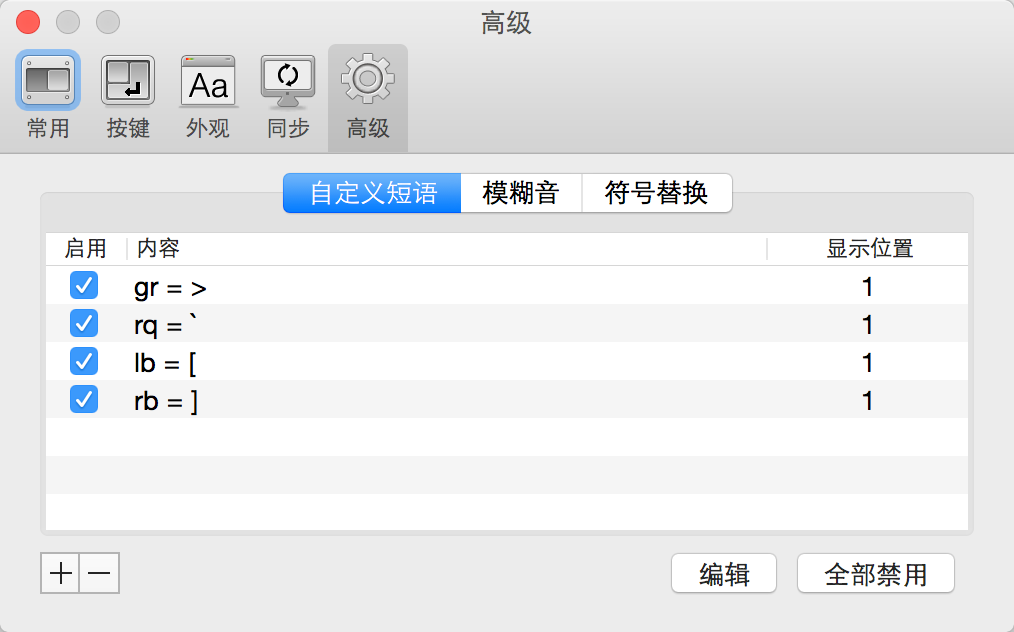 高级
常用 按键 Aa 外观 同步 高级
自定义短语 模糊音 符号替换
启用 内容 显示位置
gr = > 1
rq = ` 1
lb = [ 1
rb = ] 1
编辑 全部禁用